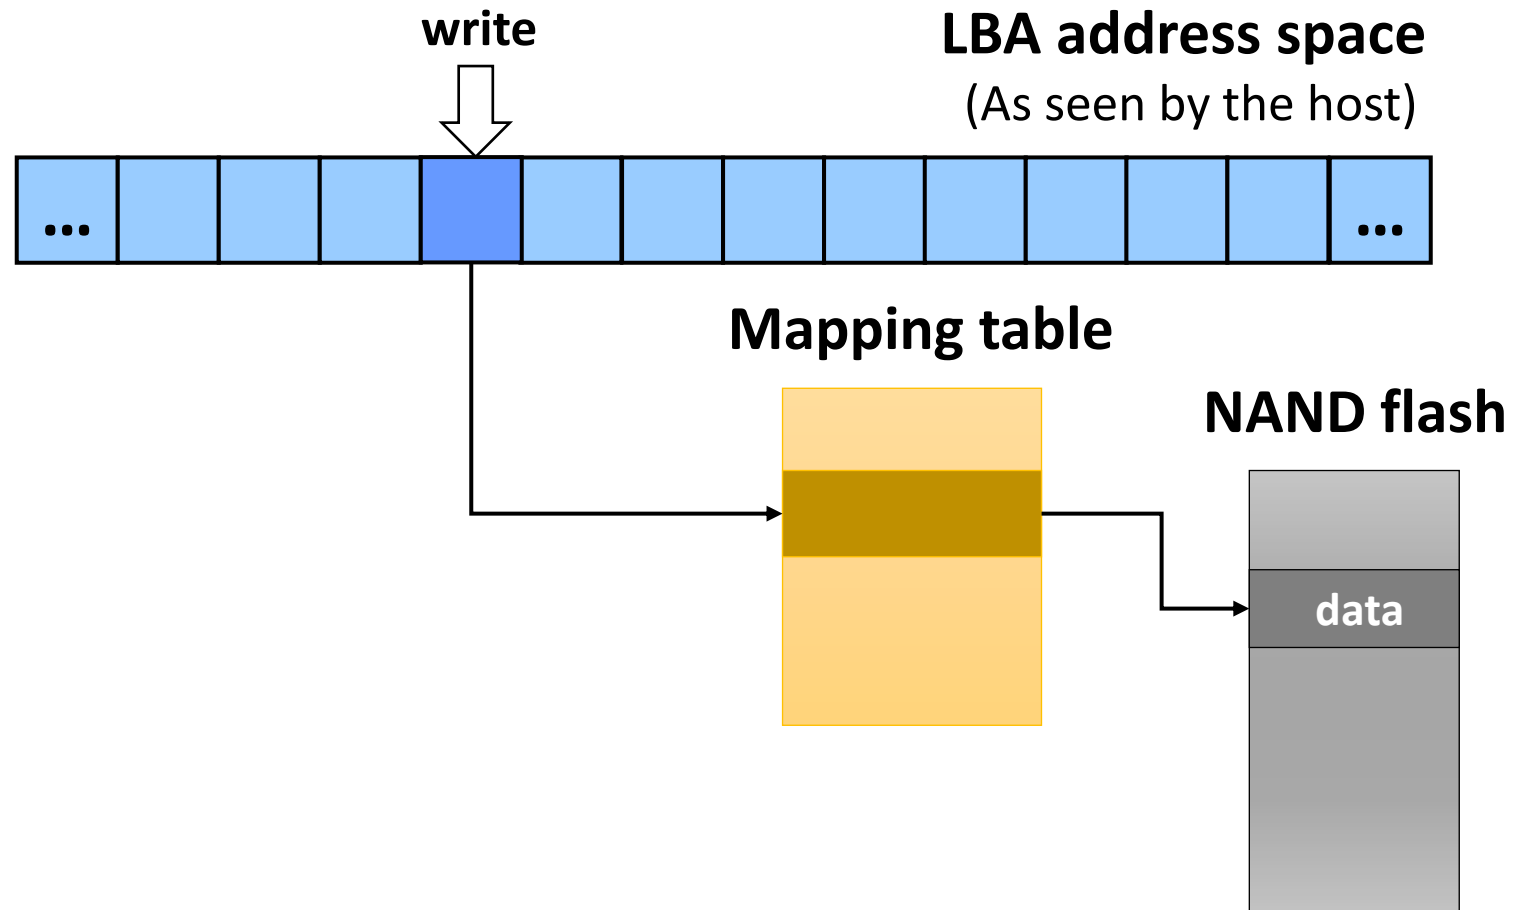 write
LBA address space
(As seen by the host)
... ...
Mapping table
NAND flash
data